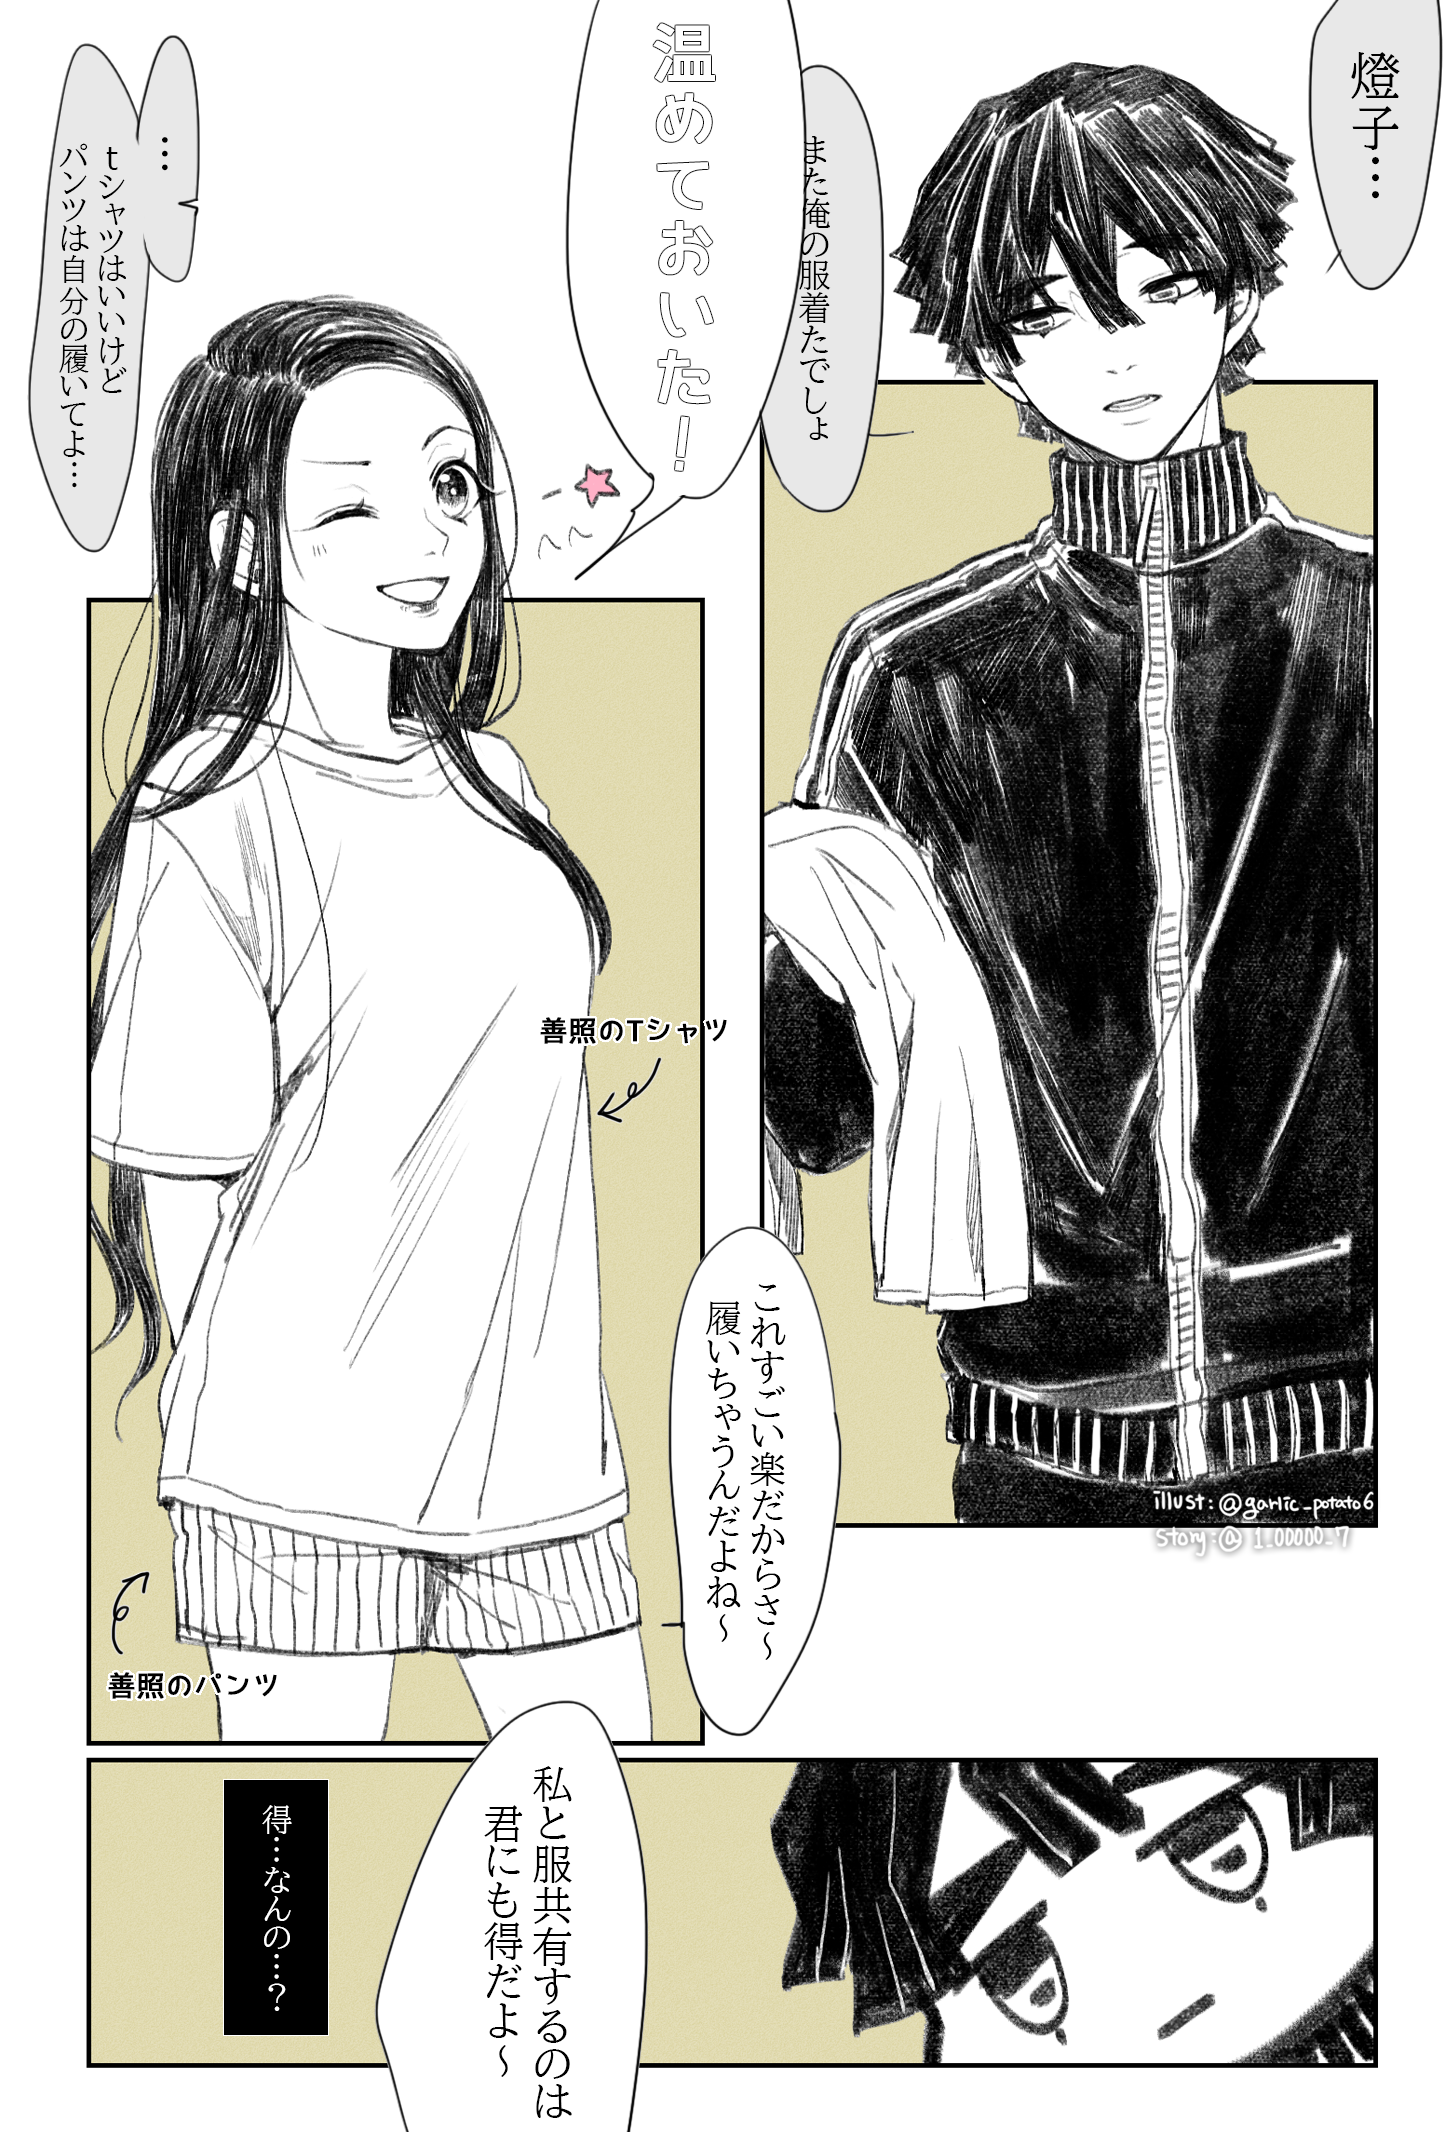 燈子…
また俺の服着たでしょ
温めておいた！
…
tシャツはいいけど
パンツは自分の履いてよ…
善照のTシャツ
善照のパンツ
これすごい楽だからさ～
履いちゃうんだよね～
illust:@garlic_potato6
story:@_1_00000_7
私と服共有するのは
君にも得だよ～
得…なんの…？